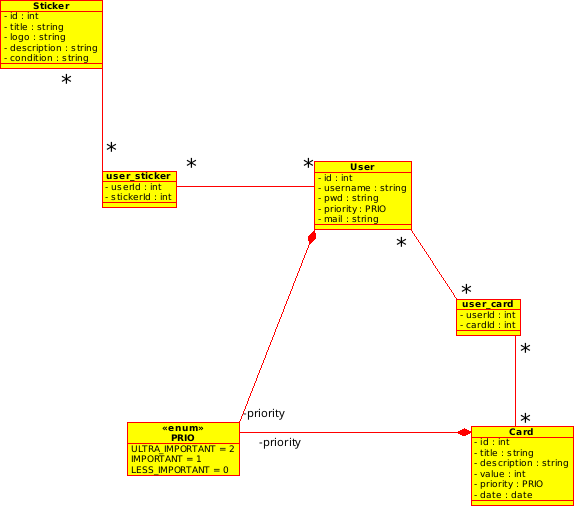 Sticker
- id : int
- title : string
- logo : string
- description : string
- condition : string
*
*
user_sticker
- userId : int
- stickerId : int
*
*
User
- id : int
- username : string
- pwd : string
- priority : PRIO
- mail : string
*
*
user_card
- userId : int
- cardId : int
*
*
-priority
-priority
«enum»
PRIO
ULTRA_IMPORTANT = 2
IMPORTANT = 1
LESS_IMPORTANT = 0
Card
- id : int
- title : string
- description : string
- value : int
- priority : PRIO
- date : date